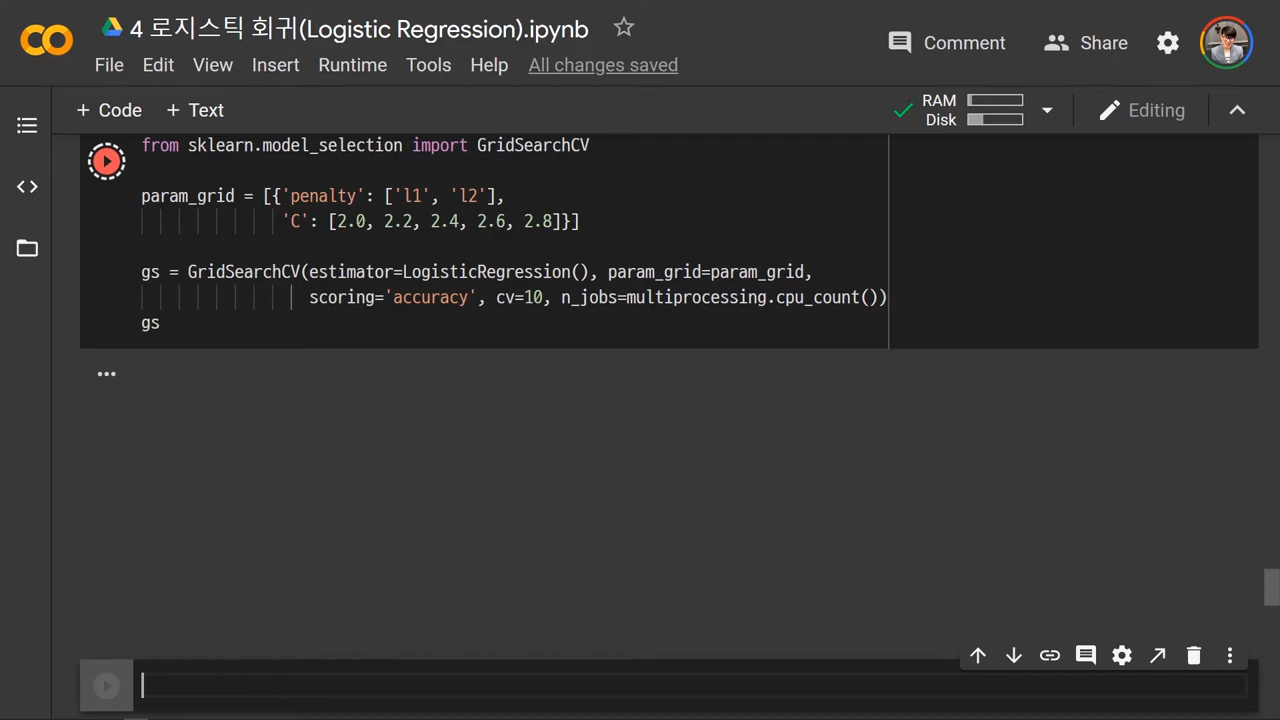 4 로지스틱 회귀(Logistic Regression).ipynb
Comment
Share
File Edit View Insert Runtime Tools Help All changes saved
+ Code + Text
RAM
Disk
Editing
from sklearn.model_selection import GridSearchCV
param_grid = [{'penalty': ['l1', 'l2'],
'C': [2.0, 2.2, 2.4, 2.6, 2.8]}]
gs = GridSearchCV(estimator=LogisticRegression(), param_grid=param_grid,
scoring='accuracy', cv=10, n_jobs=multiprocessing.cpu_count())
gs